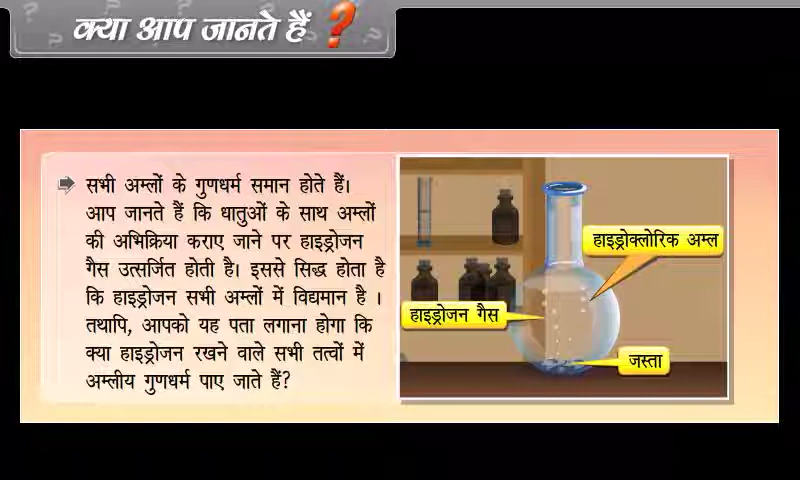 क्या आप जानते हैं ?
सभी अम्लों के गुणधर्म समान होते हैं।
आप जानते हैं कि धातुओं के साथ अम्लों
की अभिक्रिया कराए जाने पर हाइड्रोजन
गैस उत्सर्जित होती है। इससे सिद्ध होता है
कि हाइड्रोजन सभी अम्लों में विद्यमान है ।
तथापि, आपको यह पता लगाना होगा कि
क्या हाइड्रोजन रखने वाले सभी तत्वों में
अम्लीय गुणधर्म पाए जाते हैं?
हाइड्रोक्लोरिक अम्ल
हाइड्रोजन गैस
जस्ता